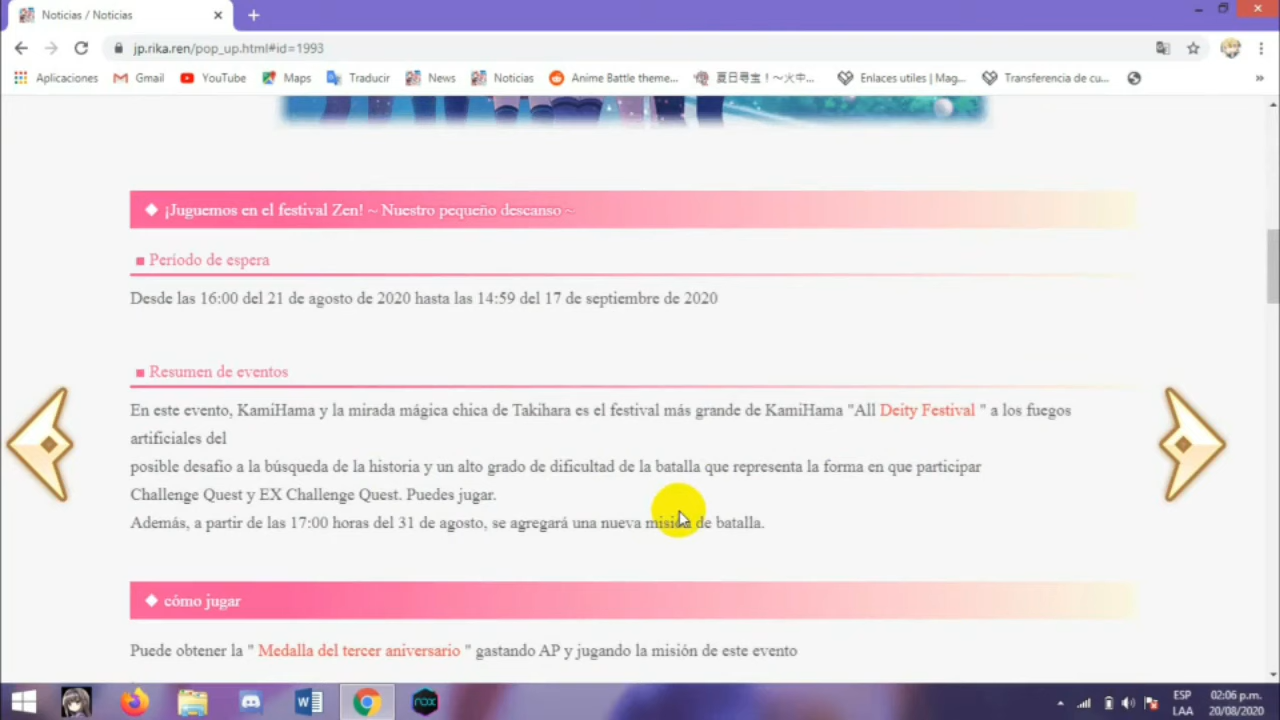 Noticias / Noticias
jp.rika.ren/pop_up.html#id=1993
Aplicaciones Gmail YouTube Maps Traducir News Noticias Anime Battle theme... 夏日寻宝！～火中... Enlaces utiles | Mag... Transferencia de cu... »
◆ ¡Juguemos en el festival Zen! ~ Nuestro pequeño descanso ~
■ Período de espera
Desde las 16:00 del 21 de agosto de 2020 hasta las 14:59 del 17 de septiembre de 2020
■ Resumen de eventos
En este evento, KamiHama y la mirada mágica chica de Takihara es el festival más grande de KamiHama "All Deity Festival " a los fuegos
artificiales del
posible desafío a la búsqueda de la historia y un alto grado de dificultad de la batalla que representa la forma en que participar
Challenge Quest y EX Challenge Quest. Puedes jugar.
Además, a partir de las 17:00 horas del 31 de agosto, se agregará una nueva misión de batalla.
◆ cómo jugar
Puede obtener la " Medalla del tercer aniversario " gastando AP y jugando la misión de este evento
nox
ESP 02:06 p.m.
LAA 20/08/2020